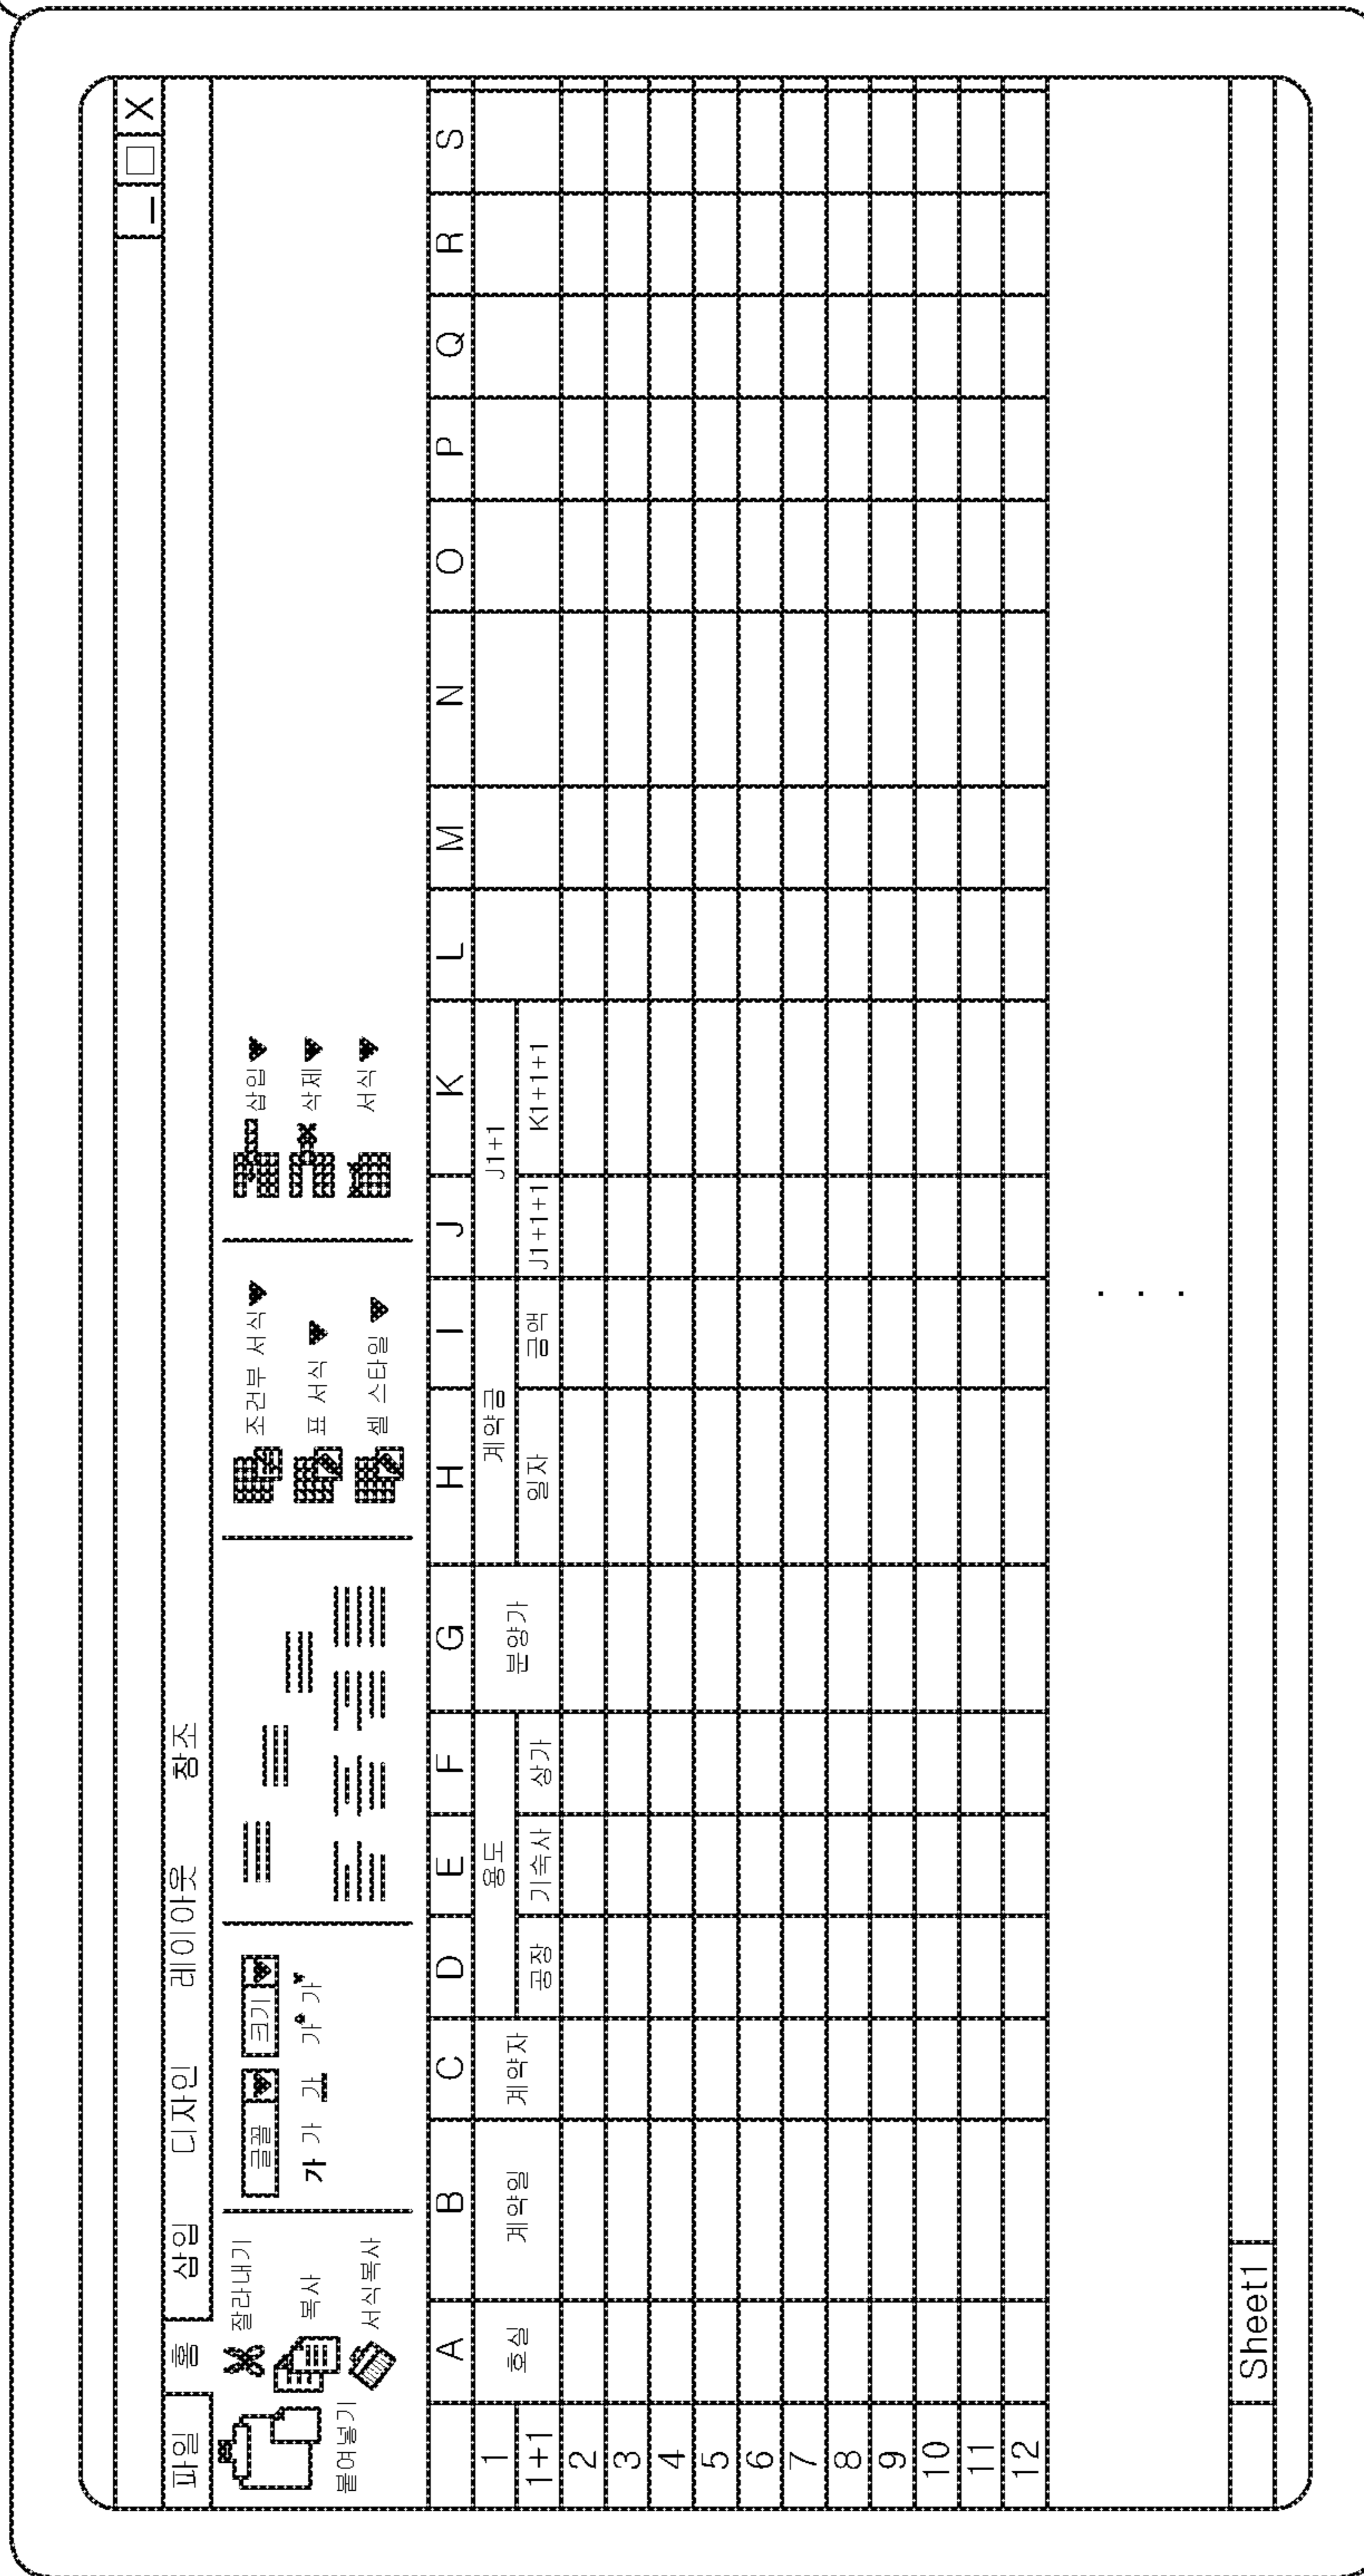 _ □ X
파일 홈 삽입 디자인 레이아웃 참조
붙여넣기
잘라내기
복사
서식복사
글꼴 크기
가 가 가 가 가
조건부 서식
표 서식
셀 스타일
삽입
삭제
서식
A B C D E F G H I J K L M N O P Q R S
1 호실 계약일 계약자 용도 분양가 계약금 J1+1
1+1 공장 기숙사 상가 일자 금액 J1+1+1 K1+1+1
2
3
4
5
6
7
8
9
10
11
12
Sheet1